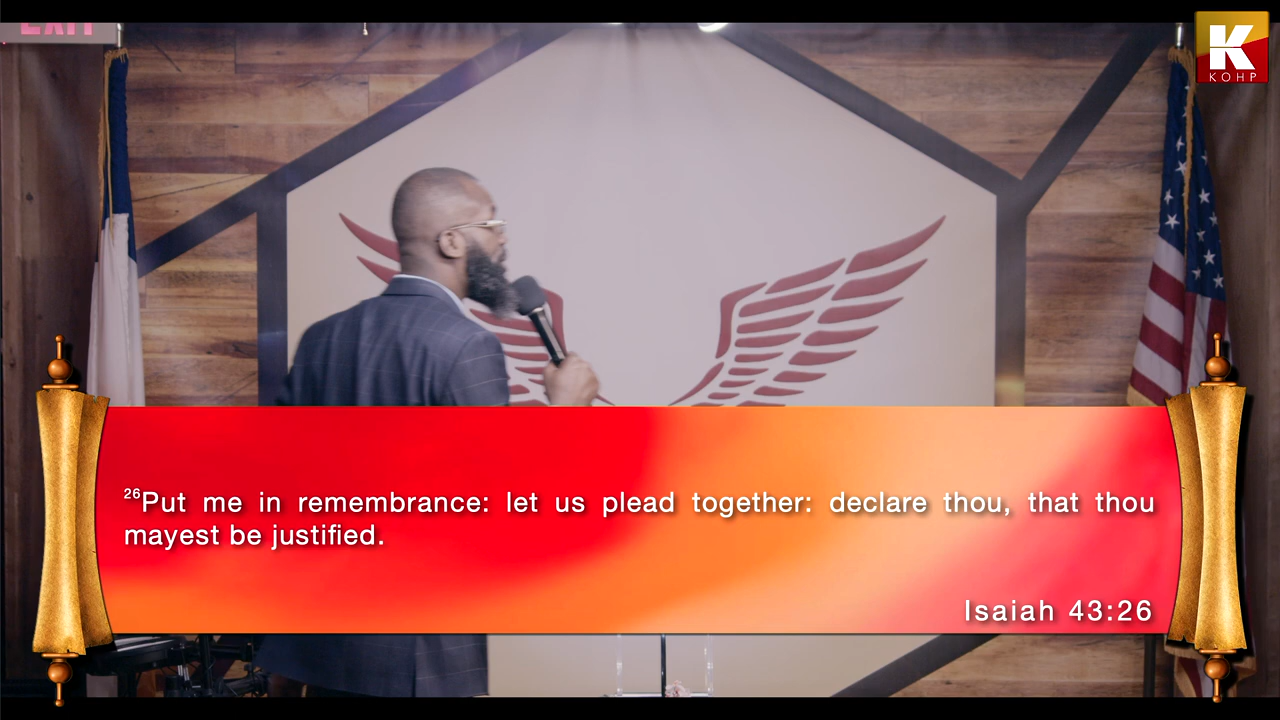 EXIT
K
KOHP
26Put me in remembrance: let us plead together: declare thou, that thou
mayest be justified.
Isaiah 43:26